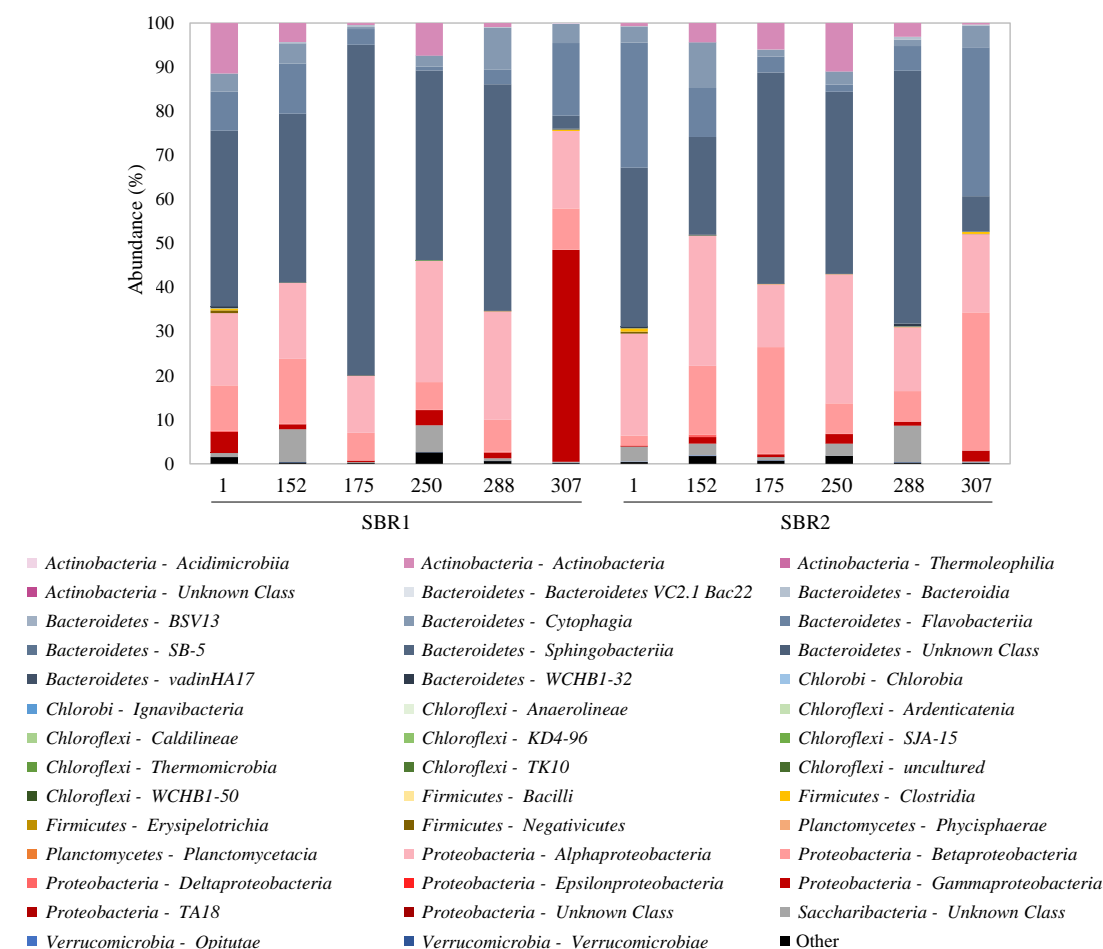 100
90
80
70
60
50
40
30
20
10
0
Abundance (%)
1 152 175 250 288 307 1 152 175 250 288 307
SBR1 SBR2
Actinobacteria - Acidimicrobiia Actinobacteria - Actinobacteria Actinobacteria - Thermoleophilia
Actinobacteria - Unknown Class Bacteroidetes - Bacteroidetes VC2.1 Bac22 Bacteroidetes - Bacteroidia
Bacteroidetes - BSV13 Bacteroidetes - Cytophagia Bacteroidetes - Flavobacteriia
Bacteroidetes - SB-5 Bacteroidetes - Sphingobacteriia Bacteroidetes - Unknown Class
Bacteroidetes - vadinHA17 Bacteroidetes - WCHB1-32 Chlorobi - Chlorobia
Chlorobi - Ignavibacteria Chloroflexi - Anaerolineae Chloroflexi - Ardenticatenia
Chloroflexi - Caldilineae Chloroflexi - KD4-96 Chloroflexi - SJA-15
Chloroflexi - Thermomicrobia Chloroflexi - TK10 Chloroflexi - uncultured
Chloroflexi - WCHB1-50 Firmicutes - Bacilli Firmicutes - Clostridia
Firmicutes - Erysipelotrichia Firmicutes - Negativicutes Planctomycetes - Phycisphaerae
Planctomycetes - Planctomycetacia Proteobacteria - Alphaproteobacteria Proteobacteria - Betaproteobacteria
Proteobacteria - Deltaproteobacteria Proteobacteria - Epsilonproteobacteria Proteobacteria - Gammaproteobacteria
Proteobacteria - TA18 Proteobacteria - Unknown Class Saccharibacteria - Unknown Class
Verrucomicrobia - Opitutae Verrucomicrobia - Verrucomicrobiae Other